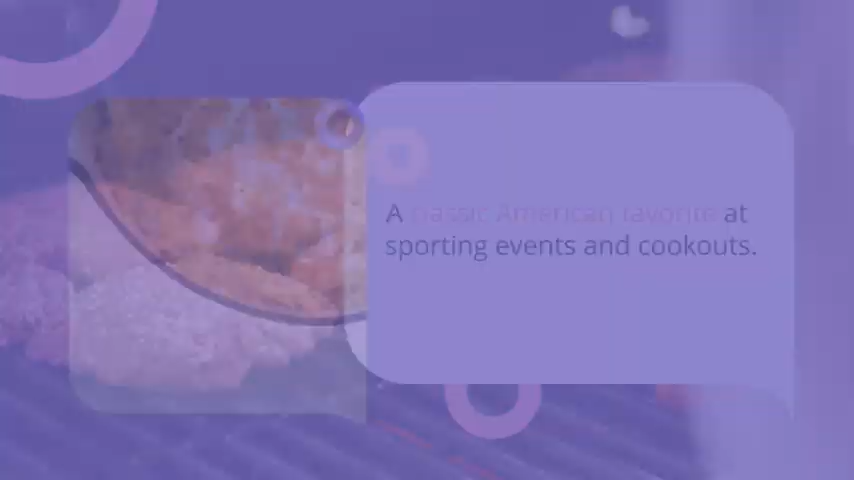 A classic American favorite at
sporting events and cookouts.